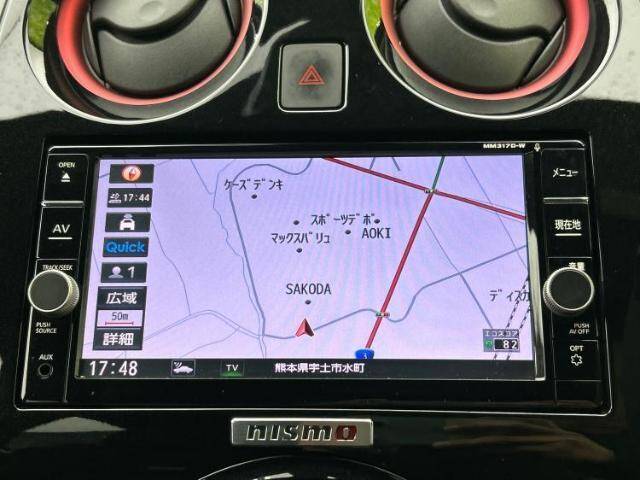 MM317D-W
OPEN
AV
TRACK/SEEK
PUSH
SOURCE
AUX
17:44
Quick
1
広域
50m
詳細
17:48
TV
熊本県宇土市水町
ケーズデンキ
スポーツデポ
マックスバリュ
AOKI
SAKODA
ディスカ
3
エコスコア
82
メニュー
現在地
音量
PUSH
AV OFF
OPT
nismo